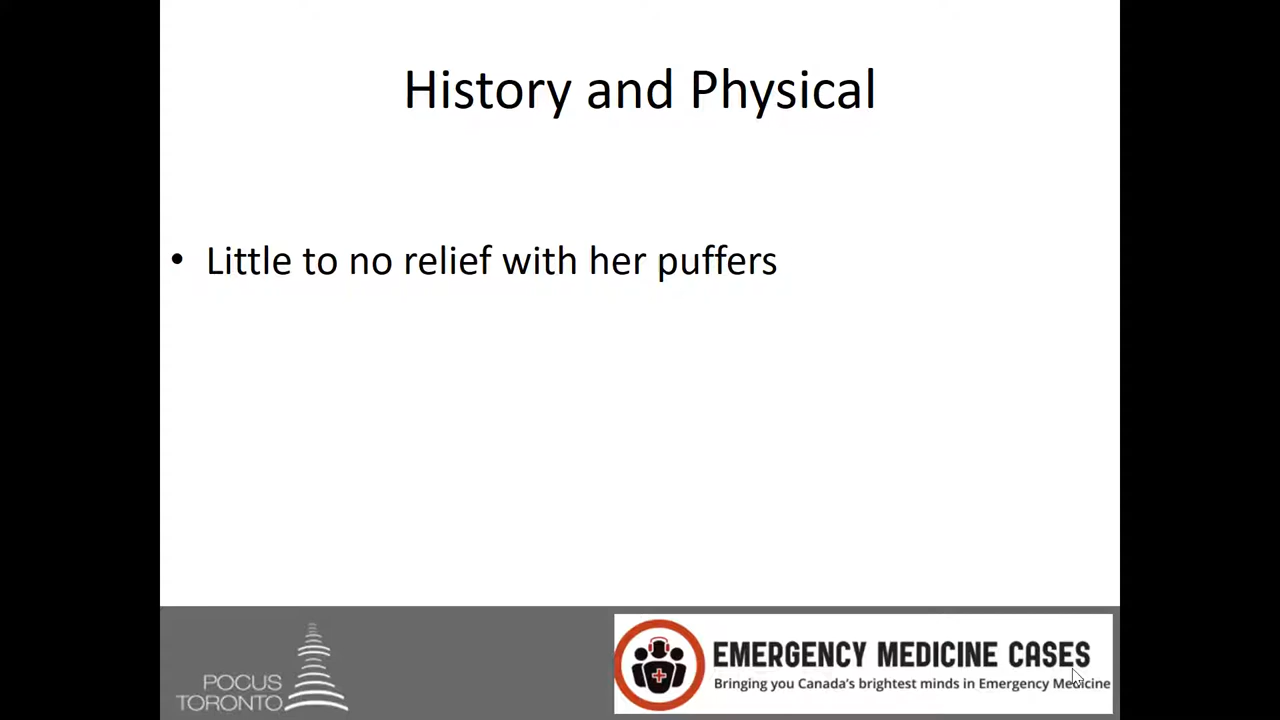 History and Physical
• Little to no relief with her puffers
POCUS
TORONTO
EMERGENCY MEDICINE CASES
Bringing you Canada's brightest minds in Emergency Medicine